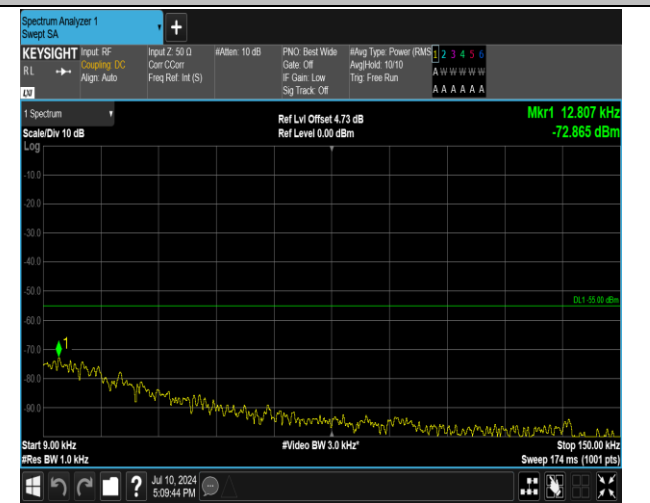 Spectrum Analyzer 1
Swept SA
+
KEYSIGHT Input: RF Input Z: 50 Ω #Atten: 10 dB PNO: Best Wide #Avg Type: Power (RMS 1 2 3 4 5 6
RL Coupling: DC Corr CCorr Gate: Off Avg|Hold: 10/10 A W W W W W
Align: Auto Freq Ref: Int (S) IF Gain: Low Trig: Free Run
Sig Track: Off A A A A A A
LXI
1 Spectrum Ref Lvl Offset 4.73 dB Mkr1 12.807 kHz
Scale/Div 10 dB Ref Level 0.00 dBm -72.865 dBm
Log
-10.0
-20.0
-30.0
-40.0
-50.0
DL1 -55.00 dBm
-60.0
1
-70.0
-80.0
-90.0
Start 9.00 kHz #Video BW 3.0 kHz* Stop 150.00 kHz
#Res BW 1.0 kHz Sweep 174 ms (1001 pts)
? Jul 10, 2024
5:09:44 PM